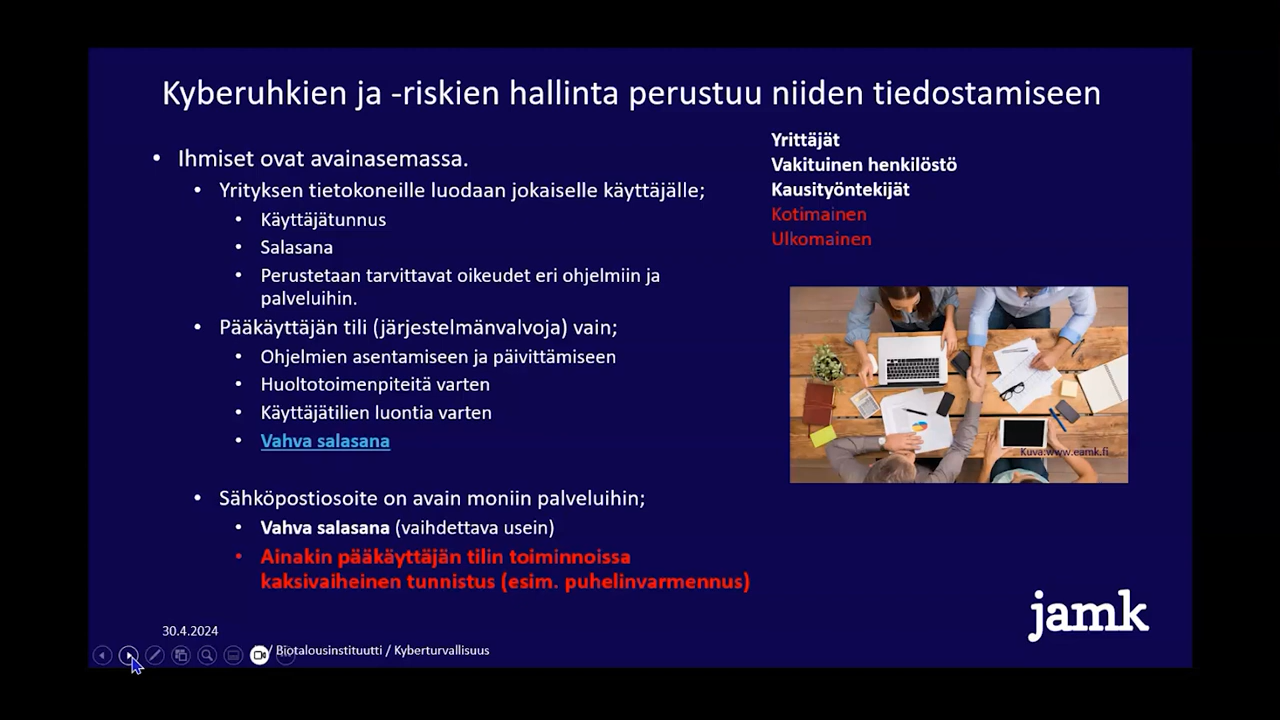 Kyberuhkien ja -riskien hallinta perustuu niiden tiedostamiseen
• Ihmiset ovat avainasemassa.
• Yrityksen tietokoneille luodaan jokaiselle käyttäjälle;
• Käyttäjätunnus
• Salasana
• Perustetaan tarvittavat oikeudet eri ohjelmiin ja
palveluihin.
• Pääkäyttäjän tili (järjestelmänvalvoja) vain;
• Ohjelmien asentamiseen ja päivittämiseen
• Huoltotoimenpiteitä varten
• Käyttäjätilien luontia varten
• Vahva salasana
• Sähköpostiosoite on avain moniin palveluihin;
• Vahva salasana (vaihdettava usein)
• Ainakin pääkäyttäjän tilin toiminnoissa
kaksivaiheinen tunnistus (esim. puhelinvarmennus)
Yrittäjät
Vakituinen henkilöstö
Kausityöntekijät
Kotimainen
Ulkomainen
Kuva:www.eamk.fi
jamk
30.4.2024
/ Biotalousinstituutti / Kyberturvallisuus